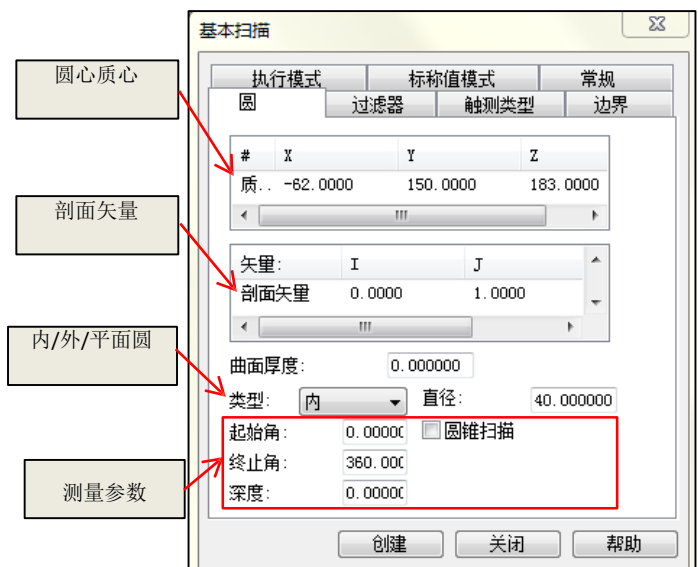 基本扫描
执行模式 标称值模式 常规
圆 过滤器 触测类型 边界
圆心质心
# X Y Z
质.. -62.0000 150.0000 183.0000
剖面矢量
矢量: I J
剖面矢量 0.0000 1.0000
内/外/平面圆
曲面厚度: 0.000000
类型: 内 直径: 40.000000
起始角: 0.0000 圆锥扫描
终止角: 360.00
测量参数
深度: 0.0000
创建 关闭 帮助